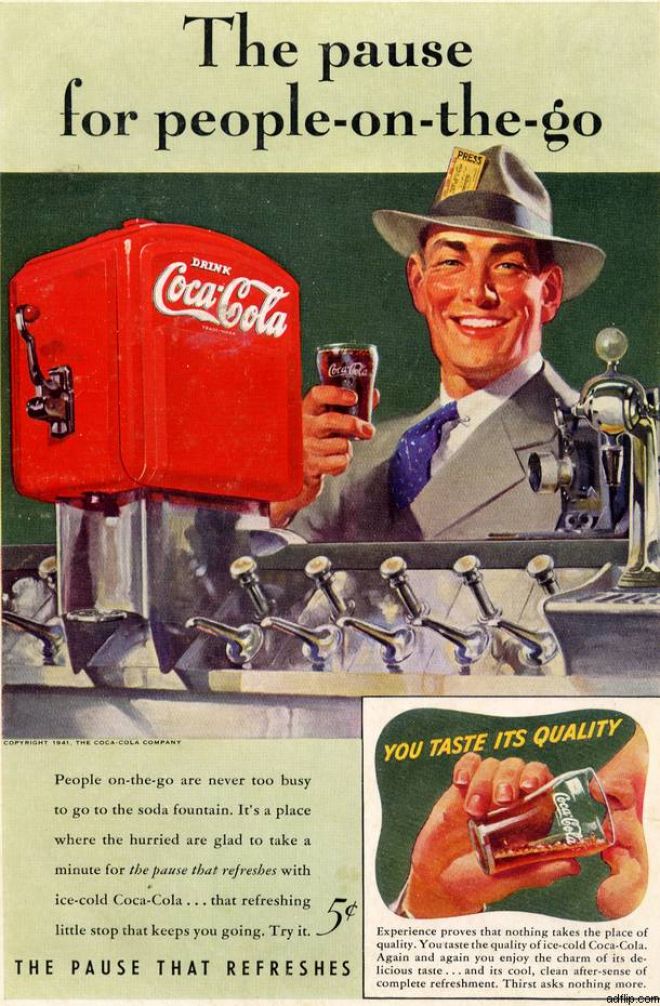 The pause
for people-on-the-go
PRESS
DRINK
Coca-Cola
TRADE-MARK
Coca-Cola
COPYRIGHT 1941, THE COCA-COLA COMPANY
People on-the-go are never too busy
to go to the soda fountain. It's a place
where the hurried are glad to take a
minute for the pause that refreshes with
ice-cold Coca-Cola ... that refreshing
little stop that keeps you going. Try it.
5¢
THE PAUSE THAT REFRESHES
YOU TASTE ITS QUALITY
Coca-Cola
Experience proves that nothing takes the place of
quality. You taste the quality of ice-cold Coca-Cola.
Again and again you enjoy the charm of its de-
licious taste ... and its cool, clean after-sense of
complete refreshment. Thirst asks nothing more.
adflip.com